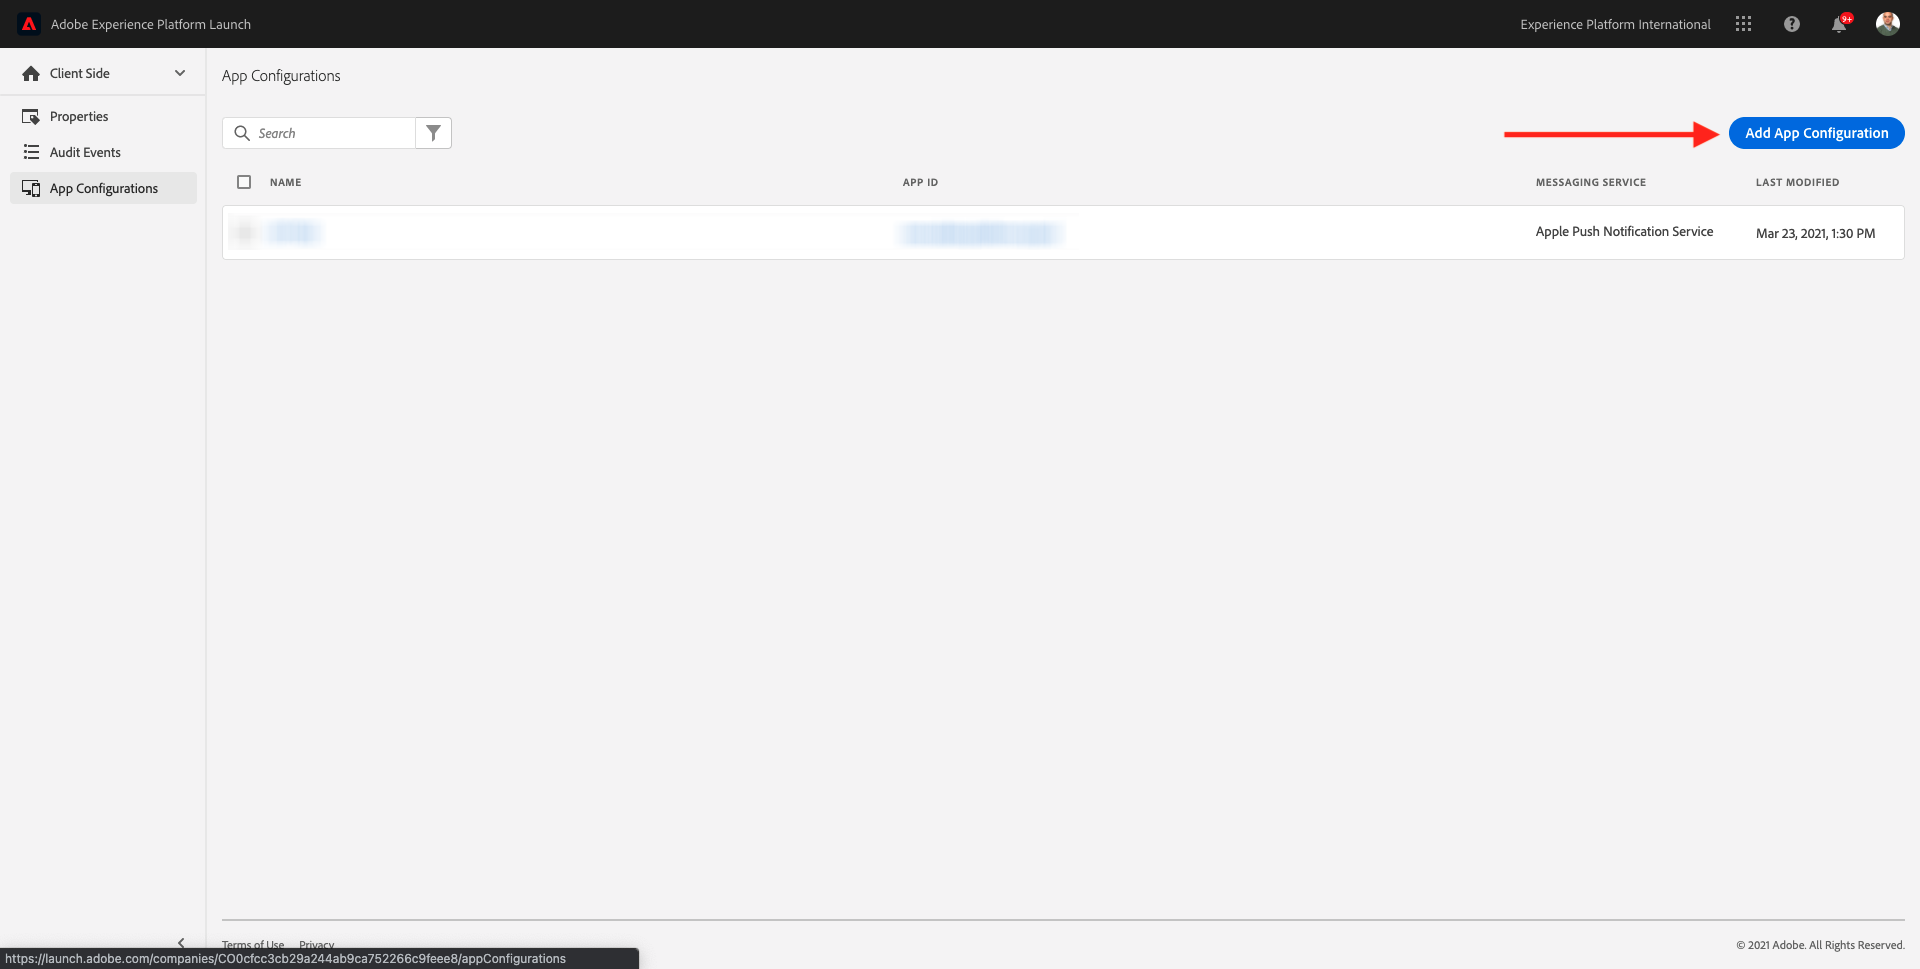 Adobe Experience Platform Launch
Experience Platform International
9+
Client Side
Properties
Audit Events
App Configurations
App Configurations
Search
Add App Configuration
NAME
APP ID
MESSAGING SERVICE
LAST MODIFIED
Apple Push Notification Service
Mar 23, 2021, 1:30 PM
Terms of Use
Privacy
© 2021 Adobe. All Rights Reserved.
https://launch.adobe.com/companies/CO0cfcc3cb29a244ab9ca752266c9feee8/appConfigurations